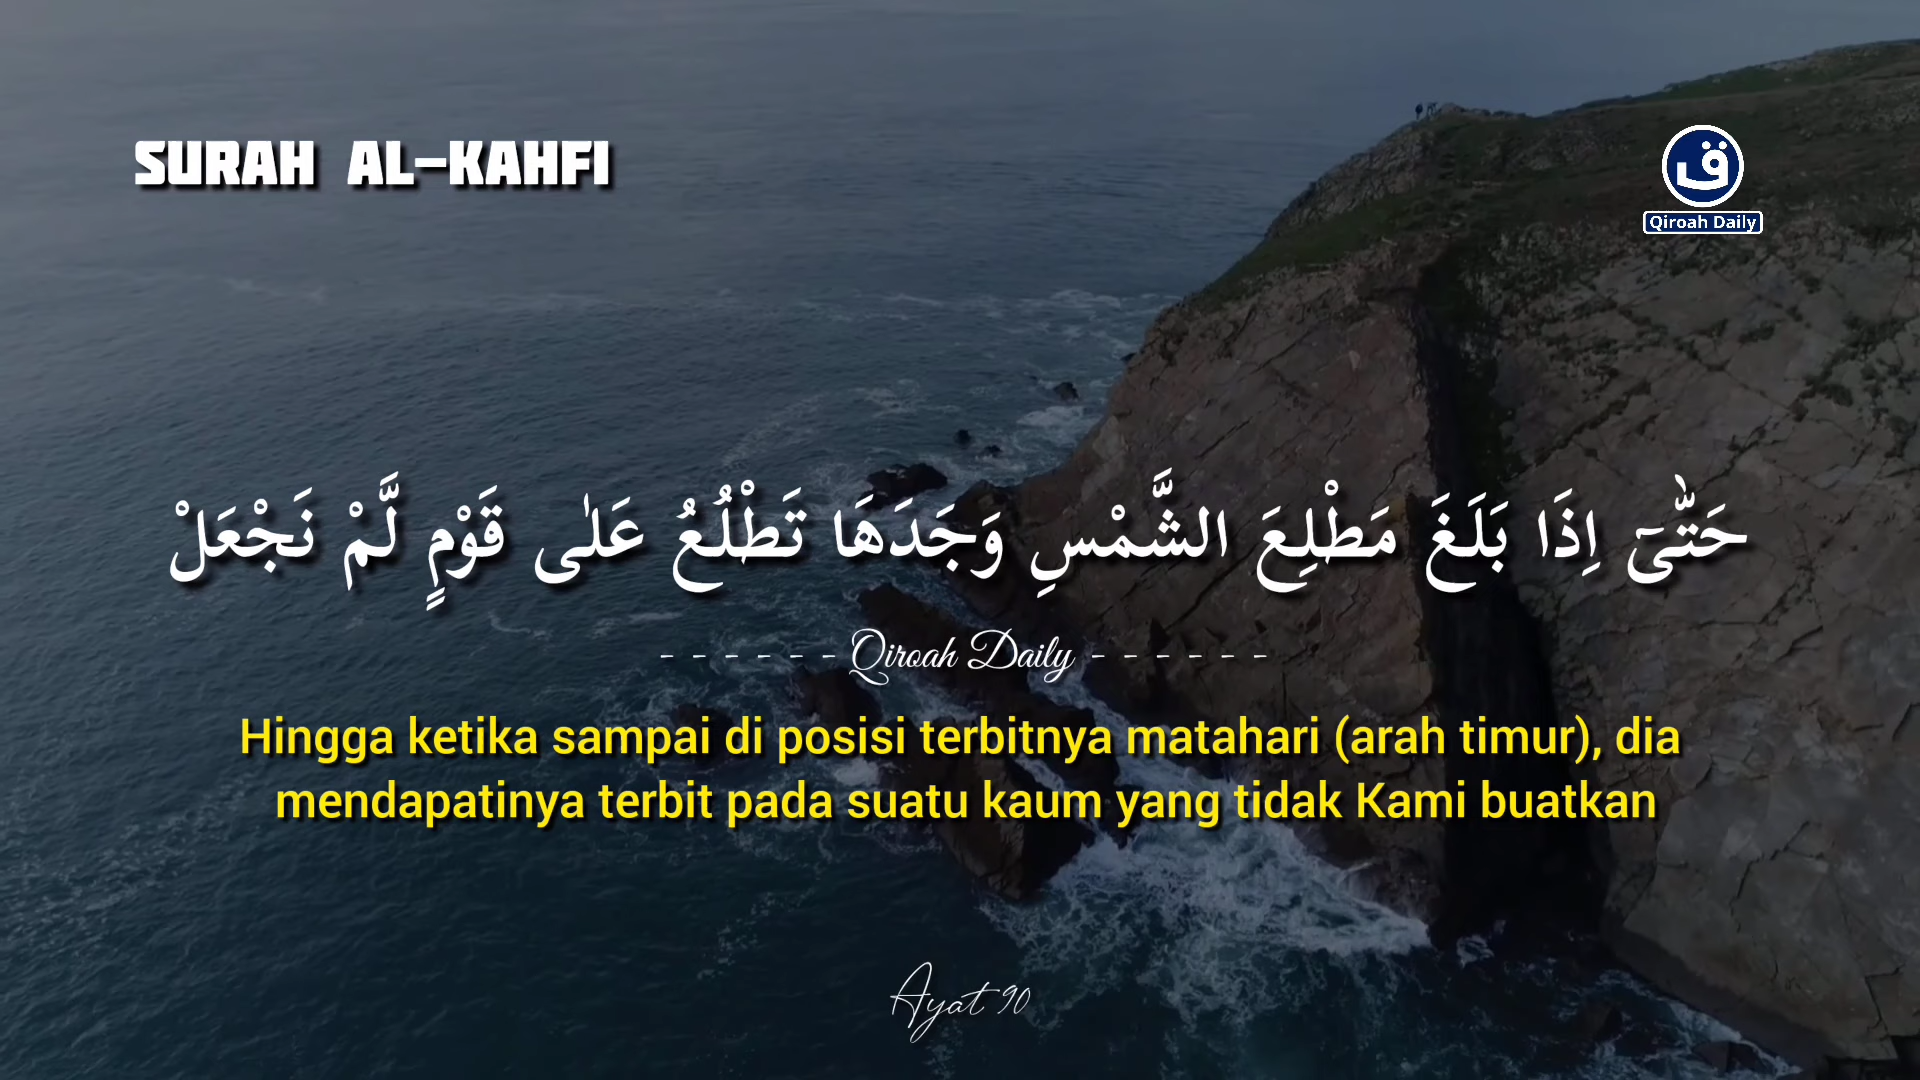 SURAH AL-KAHFI
ق
Qiroah Daily
حَتّٰىٓ اِذَا بَلَغَ مَطْلِعَ الشَّمْسِ وَجَدَهَا تَطْلُعُ عَلٰى قَوْمٍ لَّمْ نَجْعَلْ
- - - - - - Qiroah Daily - - - - - -
Hingga ketika sampai di posisi terbitnya matahari (arah timur), dia
mendapatinya terbit pada suatu kaum yang tidak Kami buatkan
Ayat 90